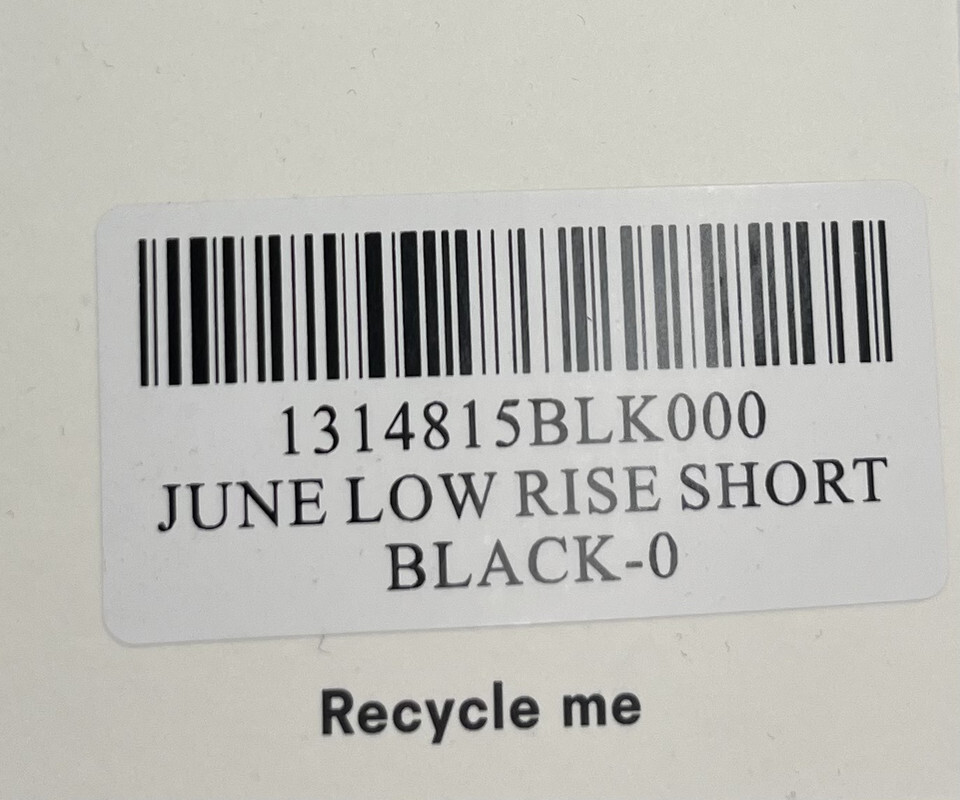 1314815BLK000
JUNE LOW RISE SHORT
BLACK-0
Recycle me